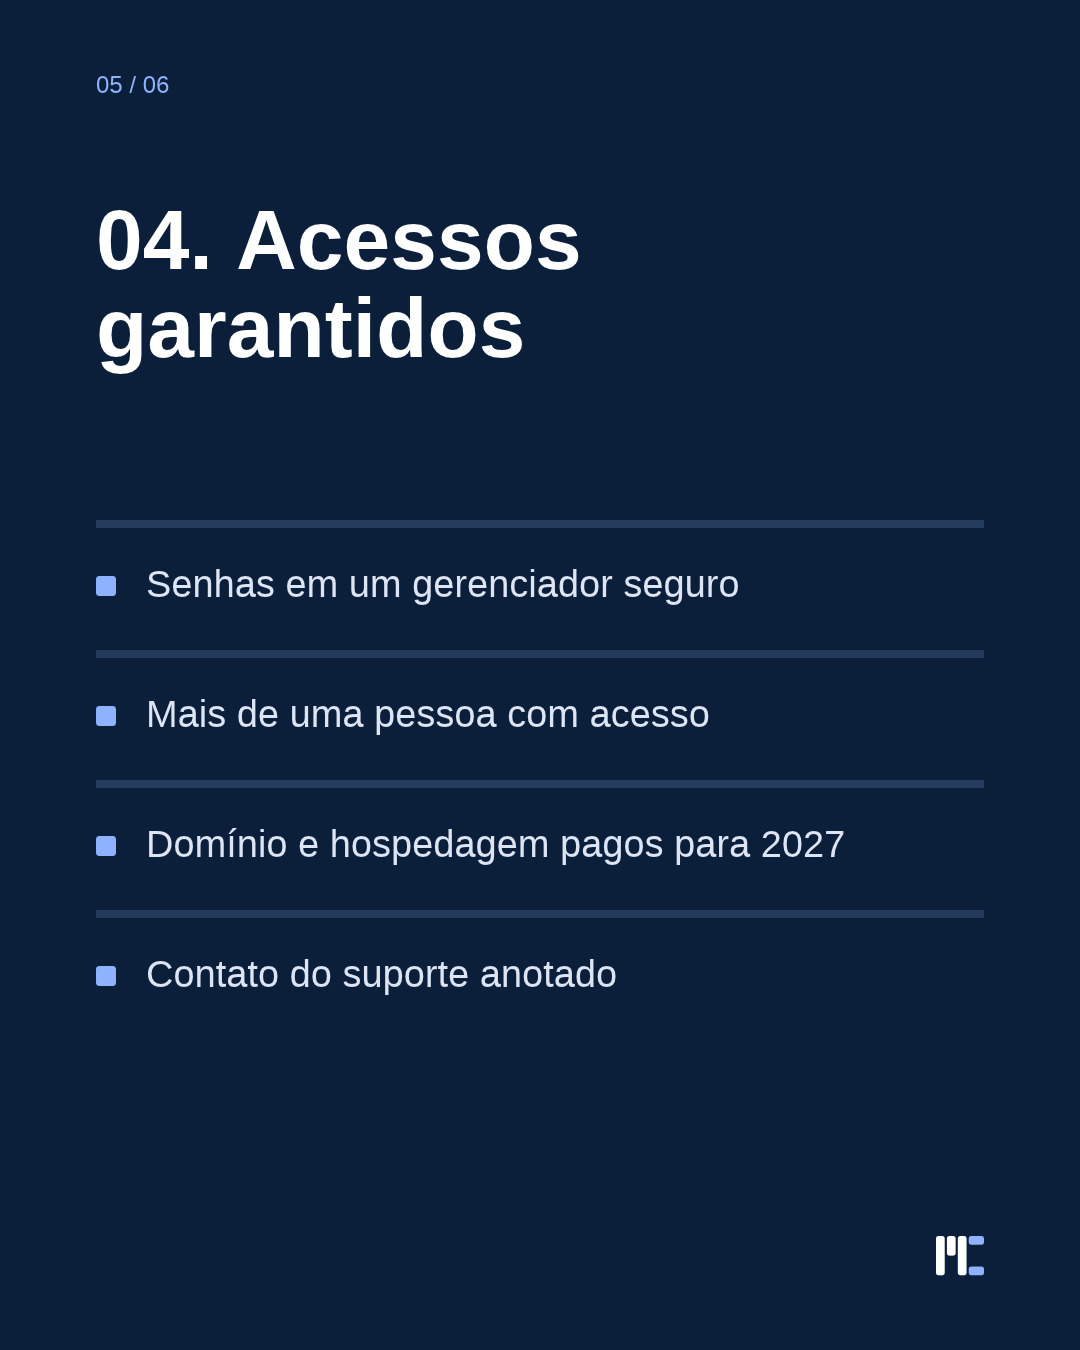 05 / 06
04. Acessos
garantidos
Senhas em um gerenciador seguro
Mais de uma pessoa com acesso
Domínio e hospedagem pagos para 2027
Contato do suporte anotado
MC